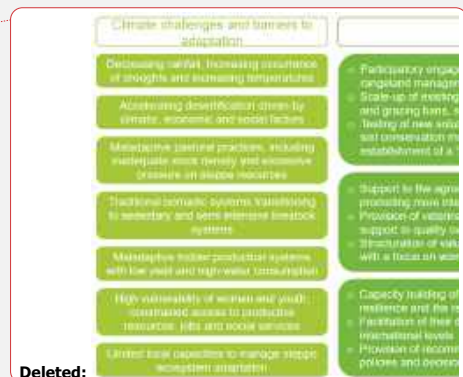 Climate challenges and barriers to
adaptation
Decreasing rainfall, increasing occurrence
of droughts and increasing temperatures
Accelerating desertification driven by
climate, economic and social factors
Maladaptive pastoral practices, including
inadequate stock density and excessive
pressure on steppe resources
Traditional nomadic systems transitioning
to sedentary and semi intensive livestock
systems
Maladaptive fodder production systems
with low yield and high-water consumption
High vulnerability of women and youth
constrained access to productive
resources, jobs and social services
Limited local capacities to manage steppe
ecosystem adaptation
Participatory engag
rangeland managem
Scale-up of existing
and grazing bans, s
Testing of new solut
soil conservation m
establishment of a
Support to the agro
promoting more inte
Provision of veterin
support to quality
Structuration of valu
with a focus on wom
Capacity building of
resilience and the re
Facilitation of their
international levels
Provision of recomm
policies and decisio
Deleted: